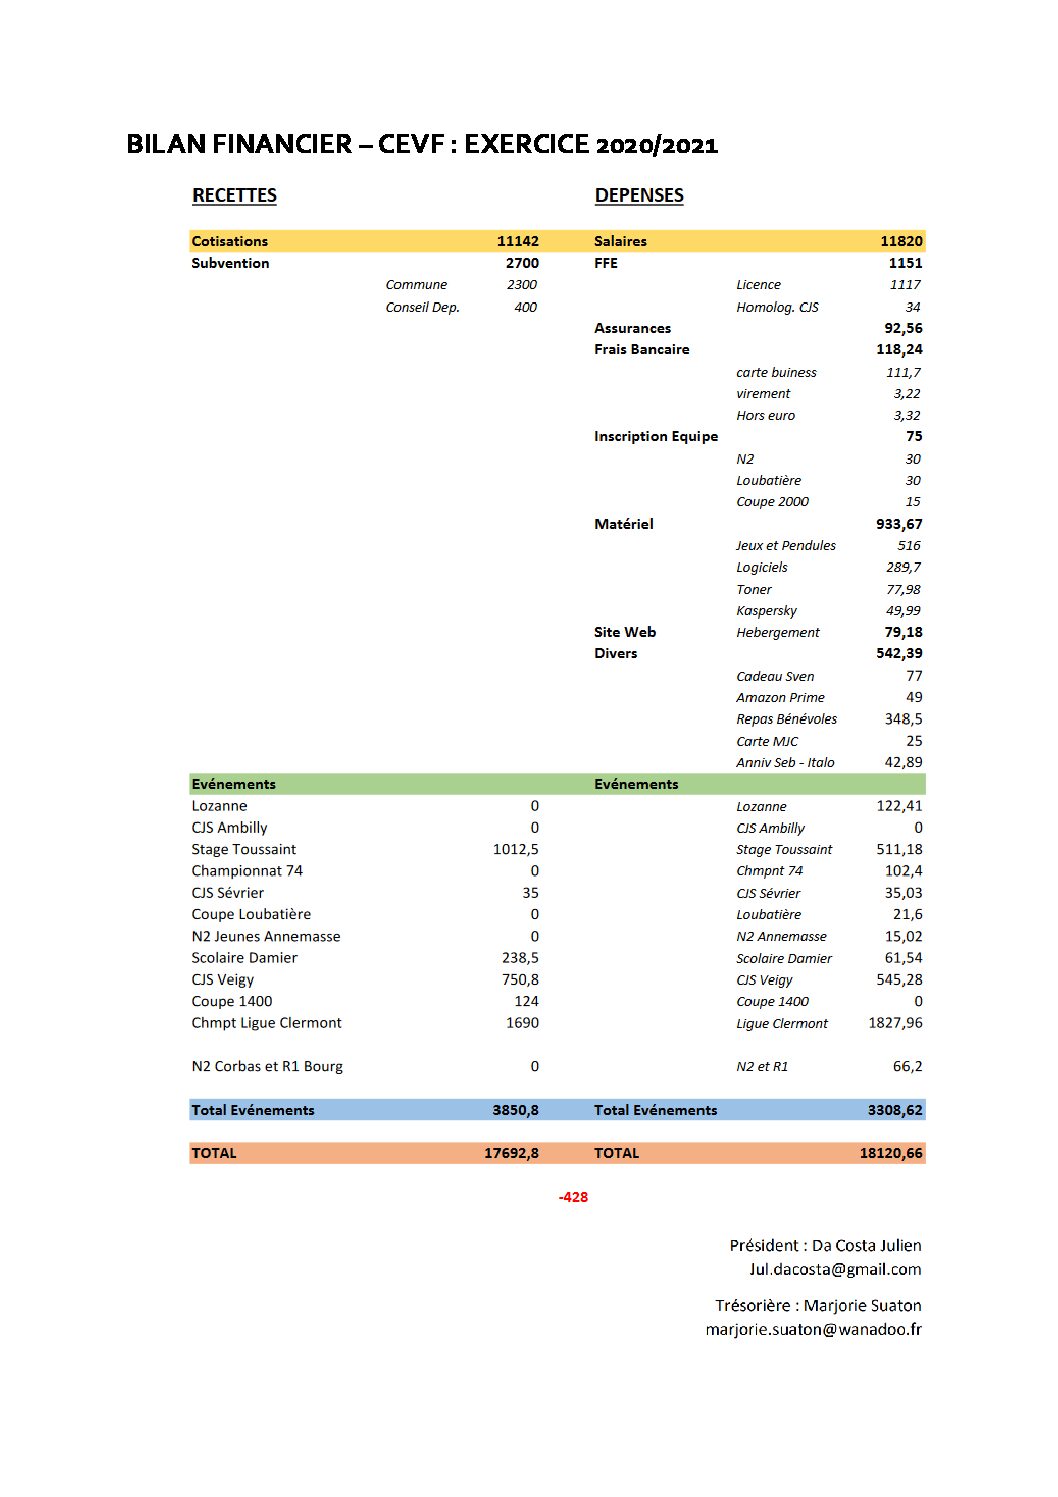 BILAN FINANCIER – CEVF : EXERCICE 2020/2021
RECETTES DEPENSES
Cotisations 11142 Salaires 11820
Subvention 2700 FFE 1151
Commune 2300 Licence 1117
Conseil Dep. 400 Homolog. CJS 34
Assurances 92,56
Frais Bancaire 118,24
carte buiness 111,7
virement 3,22
Hors euro 3,32
Inscription Equipe 75
N2 30
Loubatière 30
Coupe 2000 15
Matériel 933,67
Jeux et Pendules 516
Logiciels 289,7
Toner 77,98
Kaspersky 49,99
Site Web Hebergement 79,18
Divers 542,39
Cadeau Sven 77
Amazon Prime 49
Repas Bénévoles 348,5
Carte MJC 25
Anniv Seb - Italo 42,89
Evénements Evénements
Lozanne 0 Lozanne 122,41
CJS Ambilly 0 CJS Ambilly 0
Stage Toussaint 1012,5 Stage Toussaint 511,18
Championnat 74 0 Chmpnt 74 102,4
CJS Sévrier 35 CJS Sévrier 35,03
Coupe Loubatière 0 Loubatière 21,6
N2 Jeunes Annemasse 0 N2 Annemasse 15,02
Scolaire Damier 238,5 Scolaire Damier 61,54
CJS Veigy 750,8 CJS Veigy 545,28
Coupe 1400 124 Coupe 1400 0
Chmpt Ligue Clermont 1690 Ligue Clermont 1827,96
N2 Corbas et R1 Bourg 0 N2 et R1 66,2
Total Evénements 3850,8 Total Evénements 3308,62
TOTAL 17692,8 TOTAL 18120,66
-428
Président : Da Costa Julien
Jul.dacosta@gmail.com
Trésorière : Marjorie Suaton
marjorie.suaton@wanadoo.fr